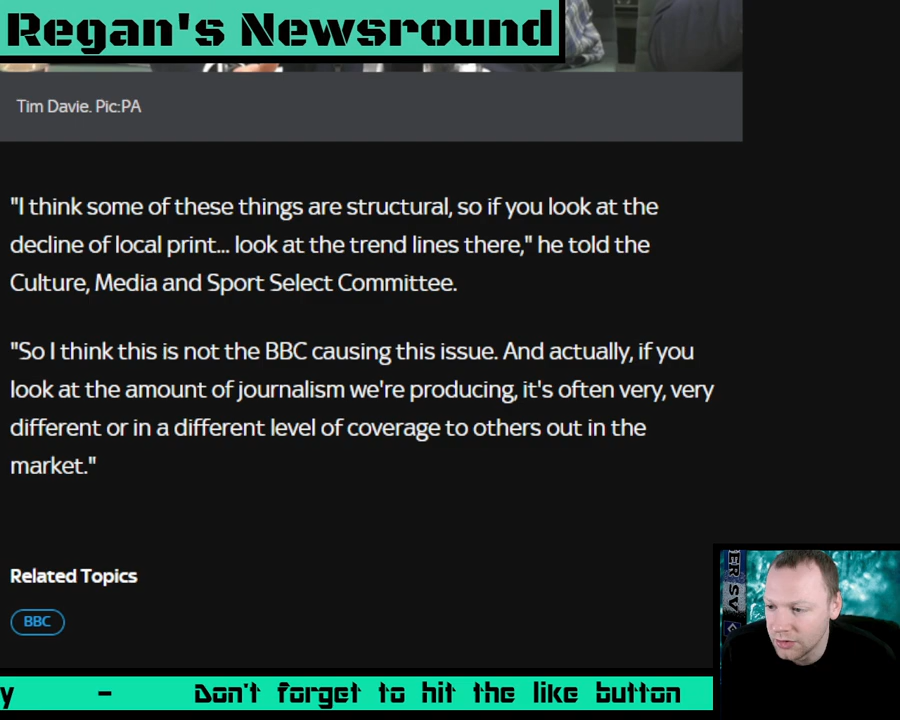 Regan's Newsround
Tim Davie. Pic:PA
"I think some of these things are structural, so if you look at the
decline of local print... look at the trend lines there," he told the
Culture, Media and Sport Select Committee.
"So I think this is not the BBC causing this issue. And actually, if you
look at the amount of journalism we're producing, it's often very, very
different or in a different level of coverage to others out in the
market."
Related Topics
BBC
y - Don't forget to hit the like button